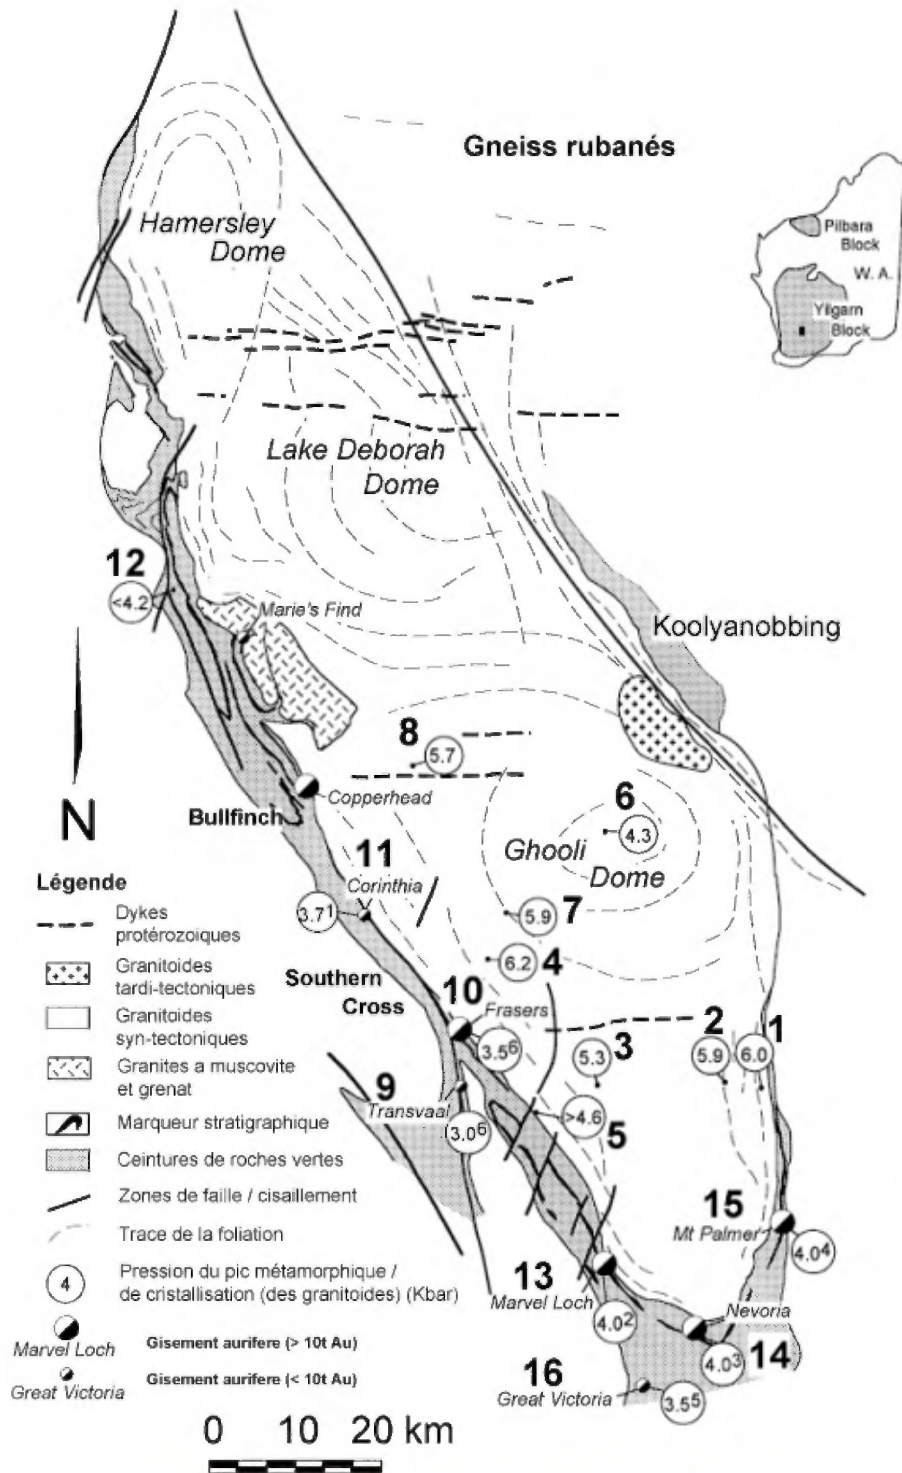 Gneiss rubanés
Hamersley
Dome
Pilbara
Block
W. A.
Yilgarn
Block
Lake Deborah
Dome
12
<4.2
Marie's Find
Koolyanobbing
8
5.7
6
4.3
Copperhead
N
Bullfinch
Ghooli
Dome
11
Corinthia
3.7¹
5.9
7
6.2
4
Légende
Dykes
protérozoiques
Granitoides
tardi-tectoniques
Granitoides
syn-tectoniques
Granites a muscovite
et grenat
Marqueur stratigraphique
Ceintures de roches vertes
Zones de faille / cisaillement
Trace de la foliation
4
Pression du pic métamorphique /
de cristallisation (des granitoides) (Kbar)
Marvel Loch
Gisement aurifere (> 10t Au)
Great Victoria
Gisement aurifere (< 10t Au)
Southern
Cross
10
Frasers
3.5⁶
3
5.3
2
5.9
1
6.0
9
Transvaal
3.0⁶
>4.6
5
15
Mt Palmer
4.0⁴
13
Marvel Loch
4.0²
Nevoria
4.0³
14
16
Great Victoria
3.5⁵
0 10 20 km